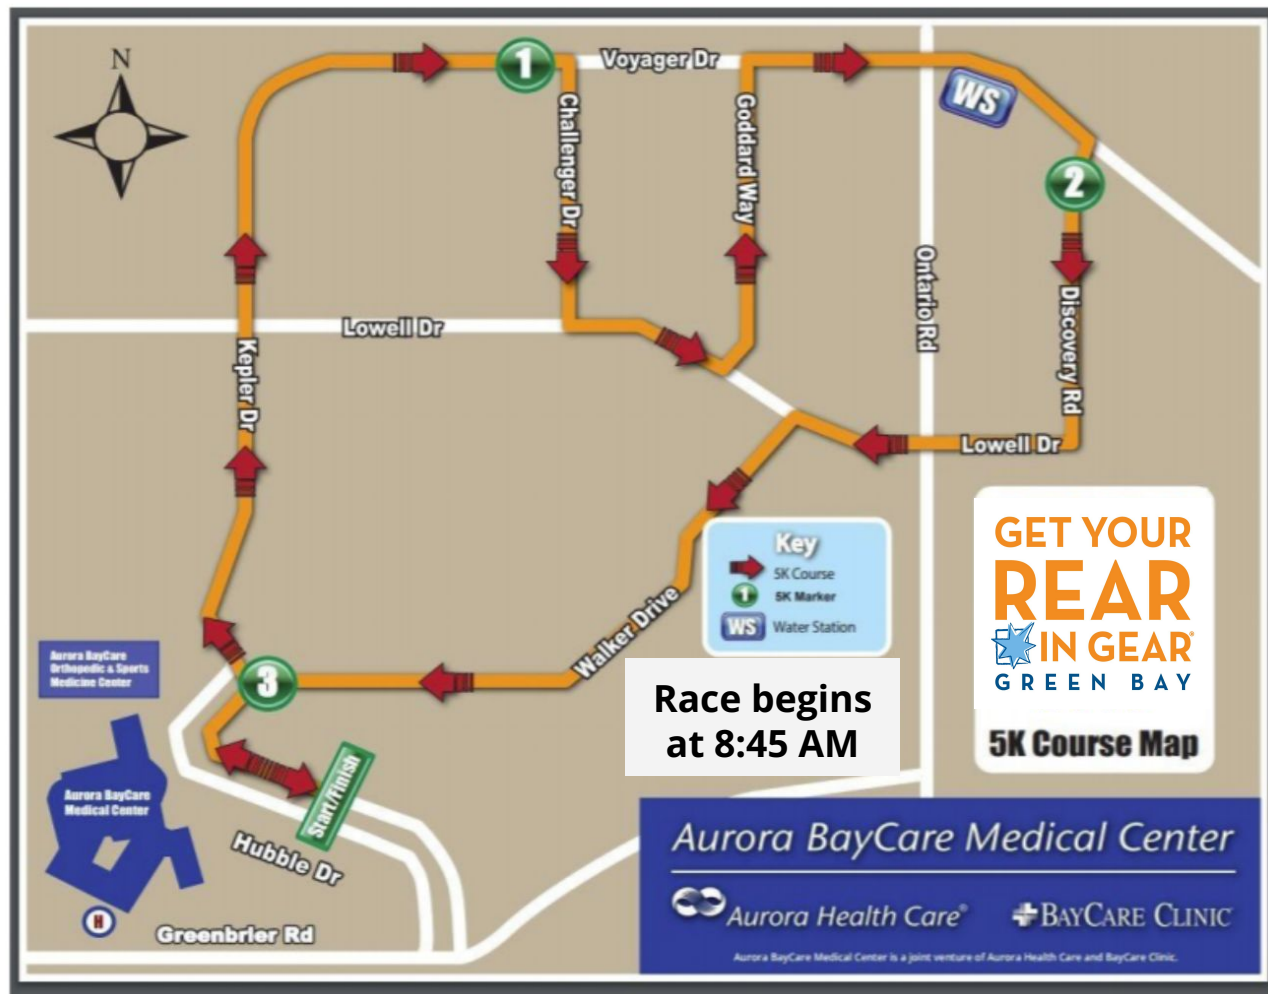 N
1
Voyager Dr
WS
Challenger Dr
Goddard Way
2
Ontario Rd
Discovery Rd
Lowell Dr
Kepler Dr
Lowell Dr
Key
5K Course
1
5K Marker
WS
Water Station
GET YOUR
REAR
IN GEAR®
GREEN BAY
5K Course Map
Walker Drive
Race begins
at 8:45 AM
3
Aurora BayCare
Orthopedic & Sports
Medicine Center
Aurora BayCare
Medical Center
Start/Finish
Hubble Dr
H
Greenbrier Rd
Aurora BayCare Medical Center
Aurora Health Care®
BAYCARE CLINIC
Aurora BayCare Medical Center is a joint venture of Aurora Health Care and BayCare Clinic.